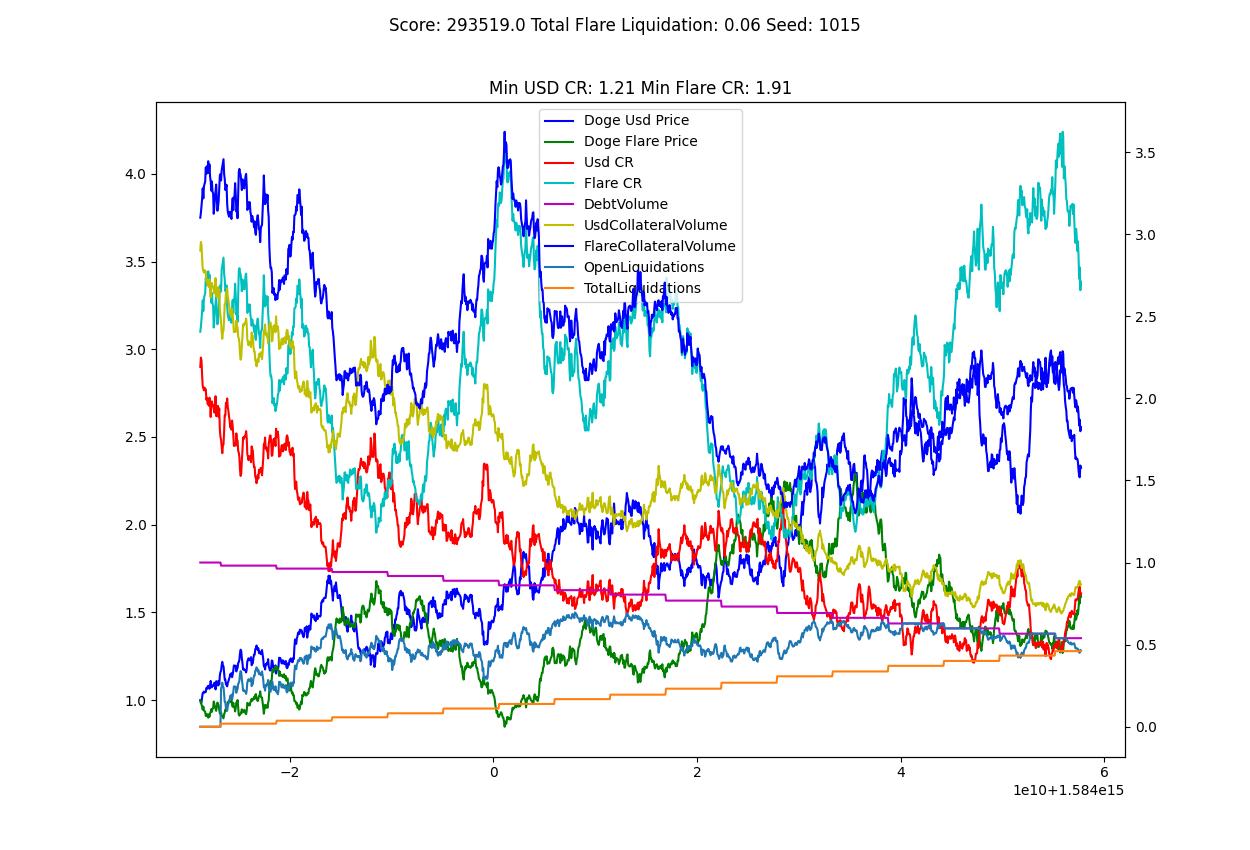 Score: 293519.0 Total Flare Liquidation: 0.06 Seed: 1015
Min USD CR: 1.21 Min Flare CR: 1.91
Doge Usd Price
Doge Flare Price
Usd CR
Flare CR
DebtVolume
UsdCollateralVolume
FlareCollateralVolume
OpenLiquidations
TotalLiquidations
4.0
3.5
3.0
2.5
2.0
1.5
1.0
3.5
3.0
2.5
2.0
1.5
1.0
0.5
0.0
−2
0
2
4
6
1e10+1.584e15